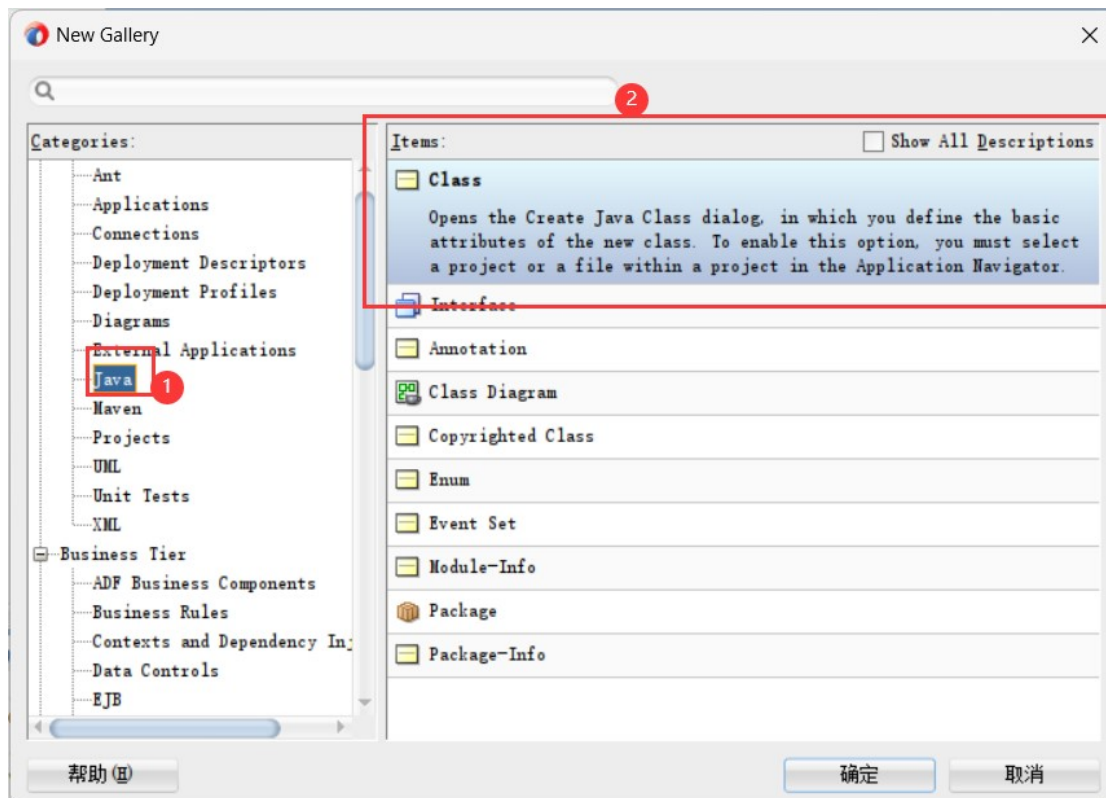 New Gallery
2
Categories:
Ant
Applications
Connections
Deployment Descriptors
Deployment Profiles
Diagrams
External Applications
Java
1
Maven
Projects
UML
Unit Tests
XML
Business Tier
ADF Business Components
Business Rules
Contexts and Dependency Inj
Data Controls
EJB
Items:
Show All Descriptions
Class
Opens the Create Java Class dialog, in which you define the basic
attributes of the new class. To enable this option, you must select
a project or a file within a project in the Application Navigator.
Interface
Annotation
Class Diagram
Copyrighted Class
Enum
Event Set
Module-Info
Package
Package-Info
帮助(H)
确定
取消